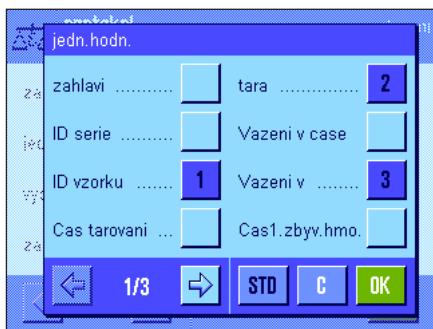 protokol
jedn.hodn.
zahlavi ........... tara .............. 2
ID serie .......... Vazeni v case
ID vzorku ....... 1 Vazeni v ........ 3
Cas tarovani ... Cas1.zbyv.hmo.
1/3 STD C OK